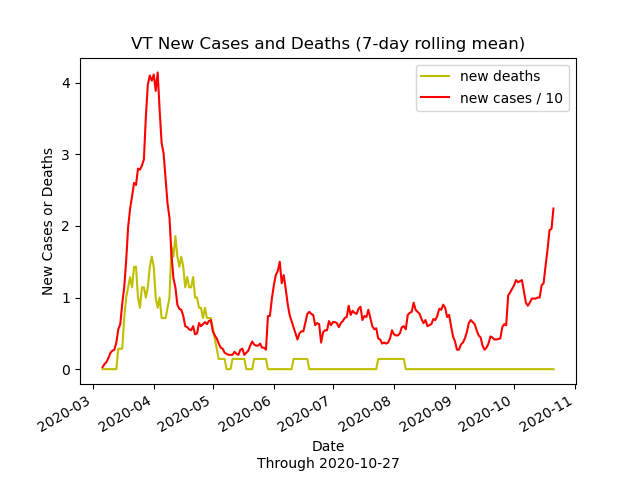 VT New Cases and Deaths (7-day rolling mean)
new deaths
new cases / 10
New Cases or Deaths
4
3
2
1
0
2020-03
2020-04
2020-05
2020-06
2020-07
2020-08
2020-09
2020-10
2020-11
Date
Through 2020-10-27